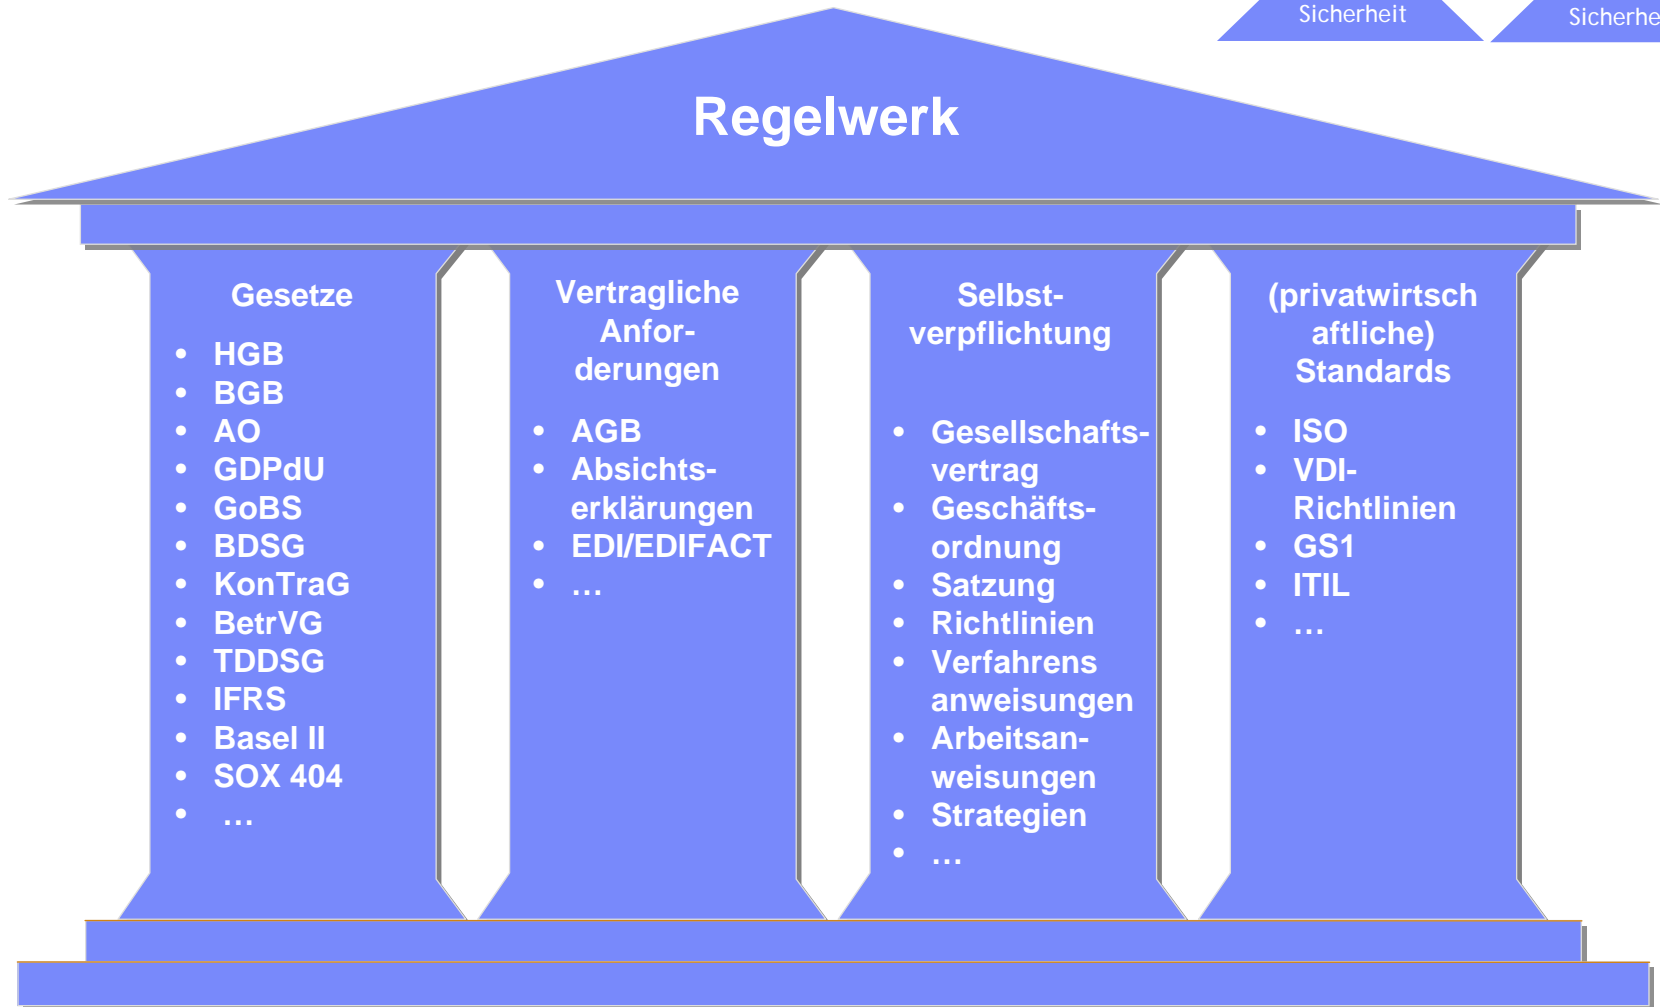 Sicherheit
Regelwerk
Gesetze
• HGB
• BGB
• AO
• GDPdU
• GoBS
• BDSG
• KonTraG
• BetrVG
• TDDSG
• IFRS
• Basel II
• SOX 404
• …
Vertragliche
Anfor-
derungen
• AGB
• Absichts-
erklärungen
• EDI/EDIFACT
• …
Selbst-
verpflichtung
• Gesellschafts-
vertrag
• Geschäfts-
ordnung
• Satzung
• Richtlinien
• Verfahrens
anweisungen
• Arbeitsan-
weisungen
• Strategien
• …
(privatwirtsch
aftliche)
Standards
• ISO
• VDI-
Richtlinien
• GS1
• ITIL
• …